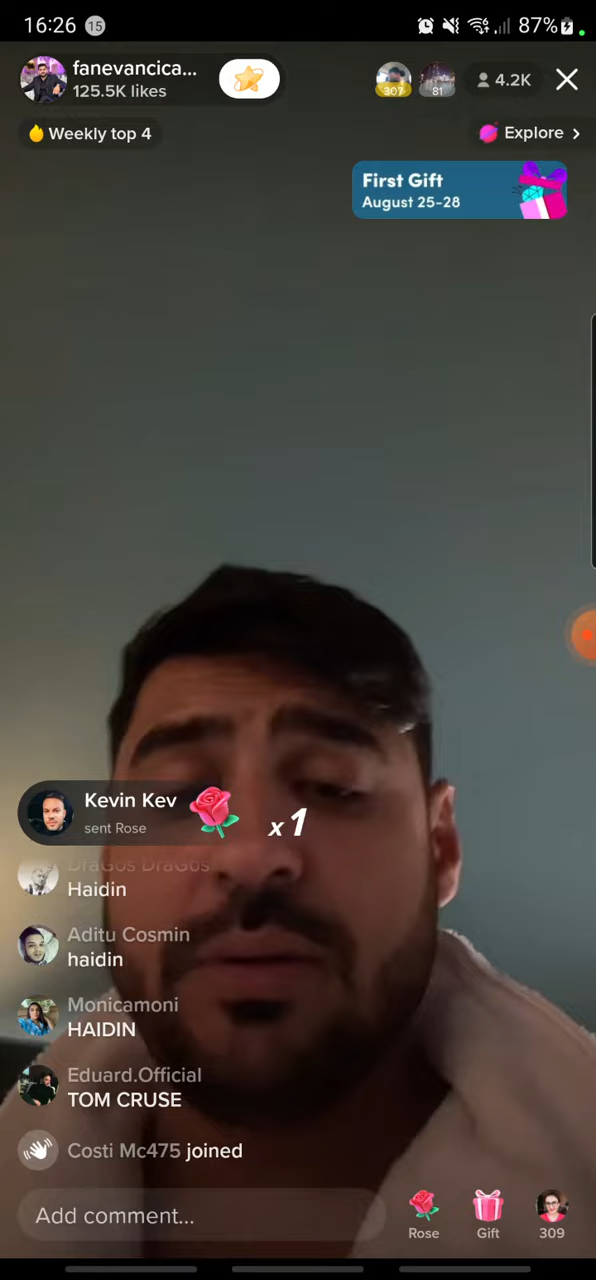 16:26 15 87%
fanevancica...
125.5K likes
307
81
4.2K
Weekly top 4
Explore
First Gift
August 25-28
Kevin Kev
sent Rose
x1
DraGos DraGos
Haidin
Aditu Cosmin
haidin
Monicamoni
HAIDIN
Eduard.Official
TOM CRUSE
Costi Mc475 joined
Add comment...
Rose
Gift
309